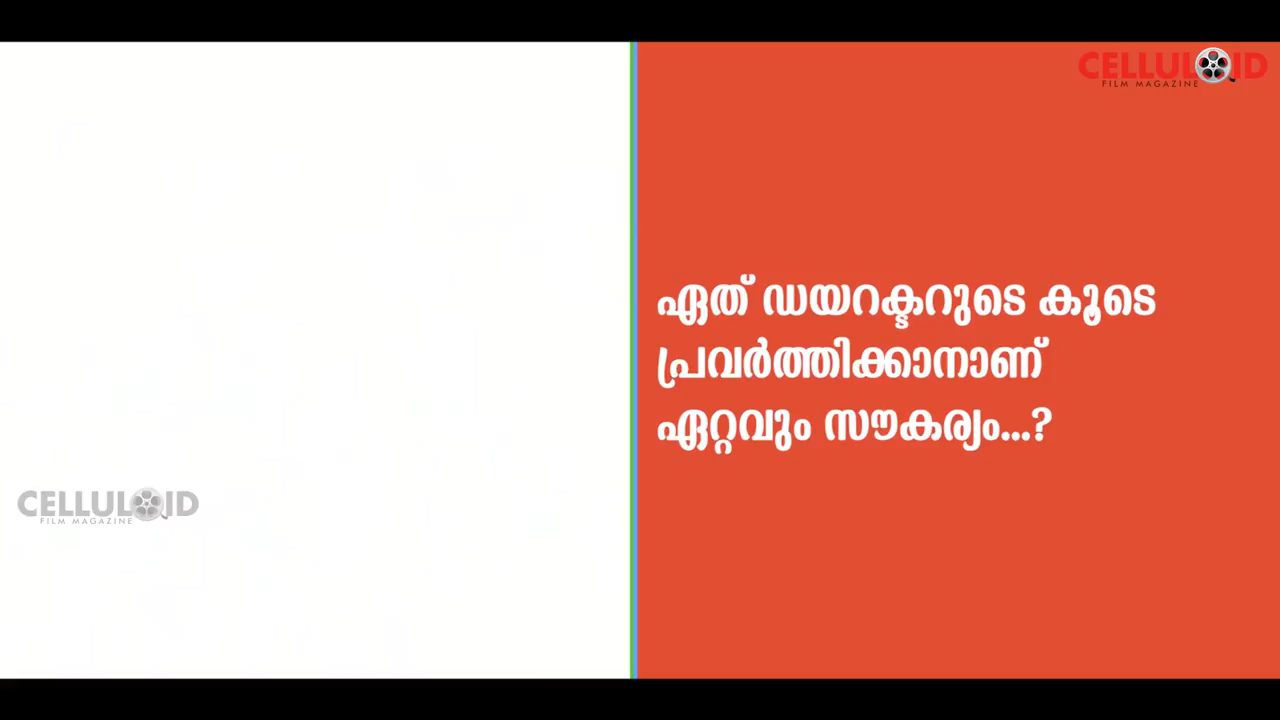 CELLULOID
FILM MAGAZINE
ഏത് ഡയറക്ടറുടെ കൂടെ
പ്രവർത്തിക്കാനാണ്
ഏറ്റവും സൗകര്യം...?
CELLULOID
FILM MAGAZINE